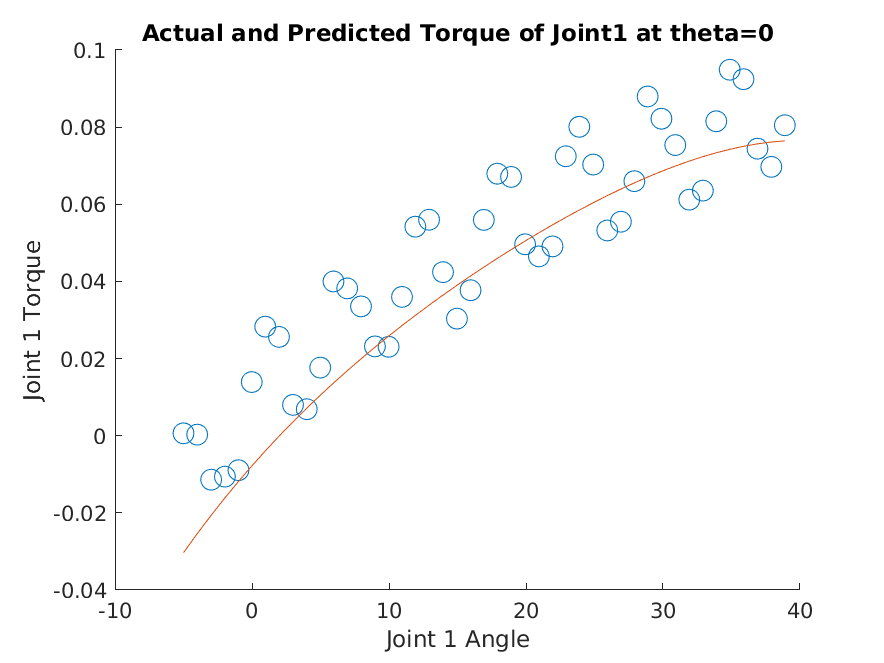 Actual and Predicted Torque of Joint1 at theta=0
0.1
0.08
0.06
0.04
0.02
0
-0.02
-0.04
Joint 1 Torque
-10 0 10 20 30 40
Joint 1 Angle